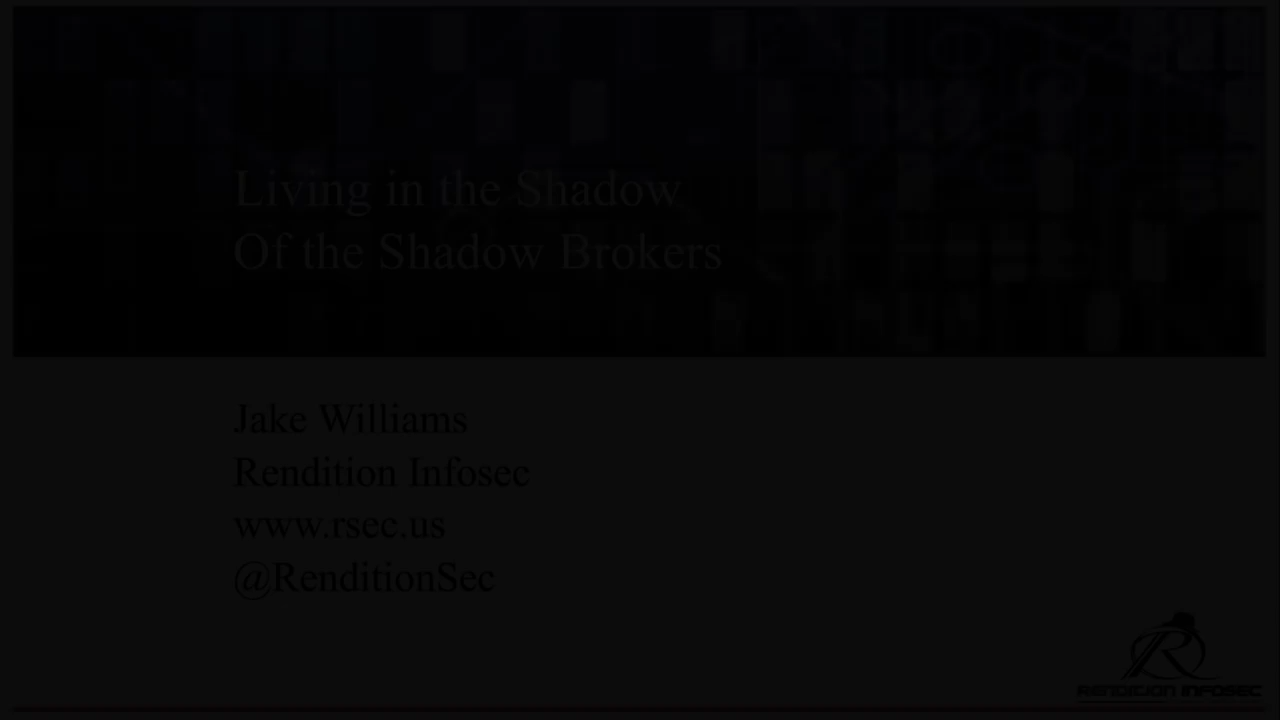 Living in the Shadow
Of the Shadow Brokers
Jake Williams
Rendition Infosec
www.rsec.us
@RenditionSec
RENDITION INFOSEC